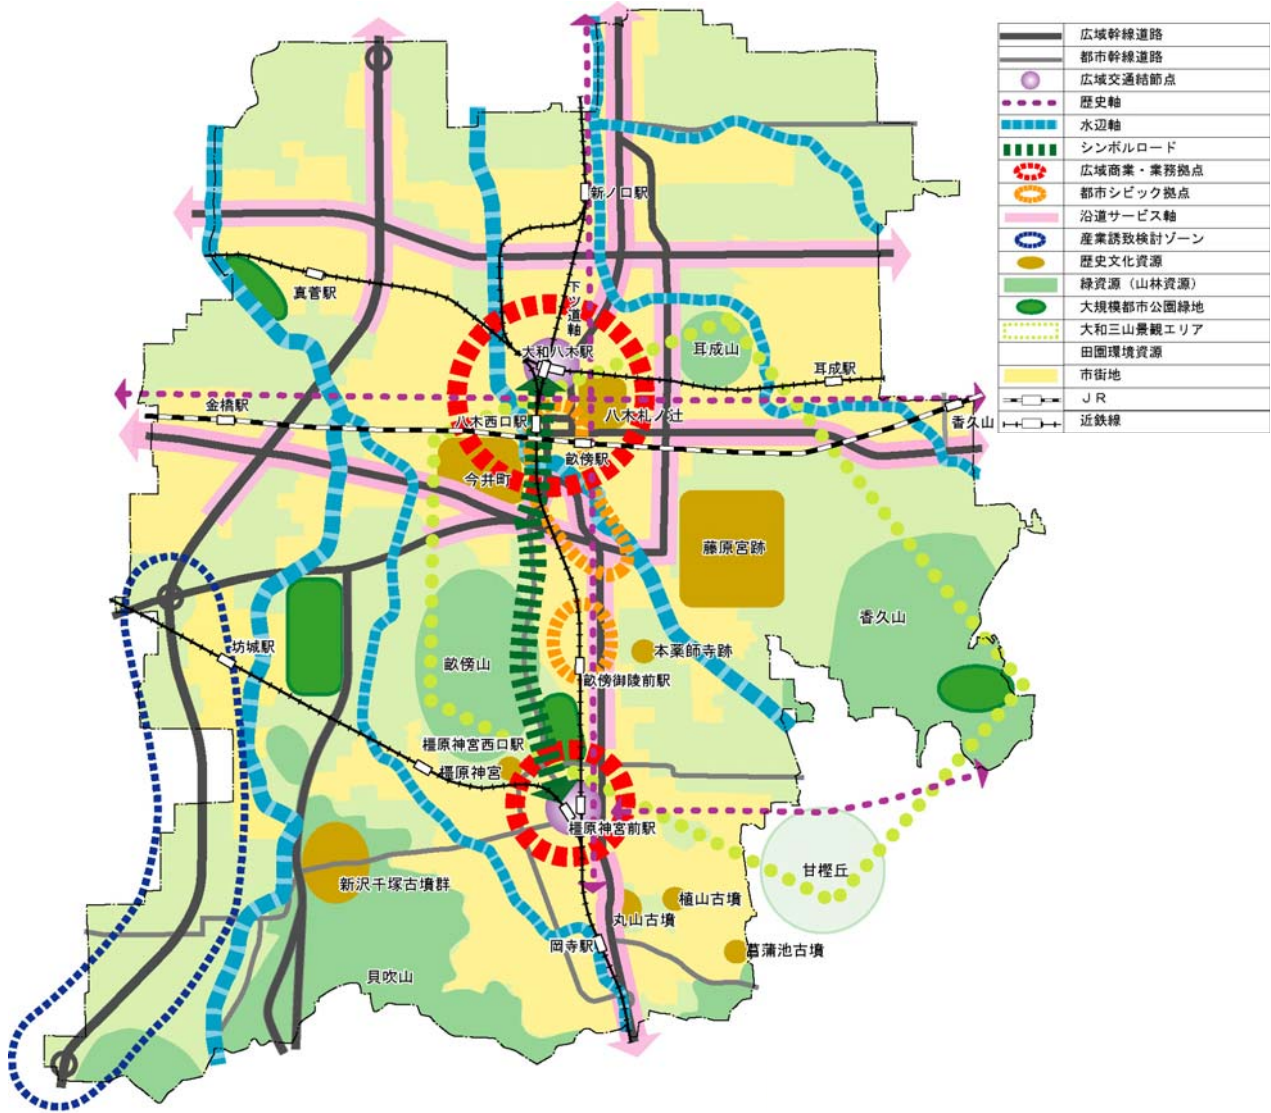 広域幹線道路
都市幹線道路
広域交通結節点
歴史軸
水辺軸
シンボルロード
広域商業・業務拠点
都市シビック拠点
沿道サービス軸
産業誘致検討ゾーン
歴史文化資源
緑資源（山林資源）
大規模都市公園緑地
大和三山景観エリア
田園環境資源
市街地
ＪＲ
近鉄線
新ノ口駅
真菅駅
下ツ道軸
大和八木駅
耳成山
耳成駅
金橋駅
八木西口駅
八木札ノ辻
香久山
畝傍駅
今井町
藤原宮跡
香久山
坊城駅
畝傍山
本薬師寺跡
畝傍御陵前駅
橿原神宮西口駅
橿原神宮
橿原神宮前駅
甘樫丘
新沢千塚古墳群
植山古墳
丸山古墳
岡寺駅
菖蒲池古墳
貝吹山